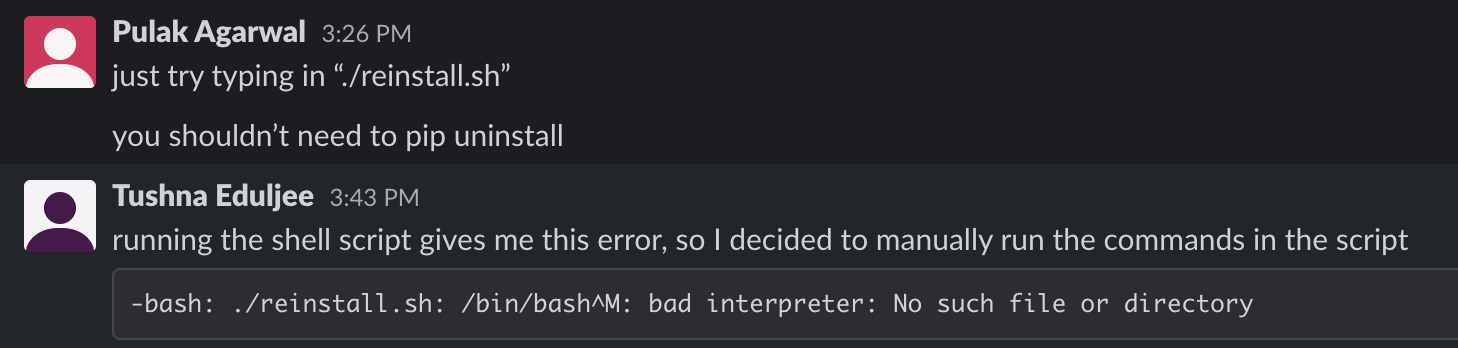 Pulak Agarwal 3:26 PM
just try typing in “./reinstall.sh”
you shouldn’t need to pip uninstall
Tushna Eduljee 3:43 PM
running the shell script gives me this error, so I decided to manually run the commands in the script
-bash: ./reinstall.sh: /bin/bash^M: bad interpreter: No such file or directory